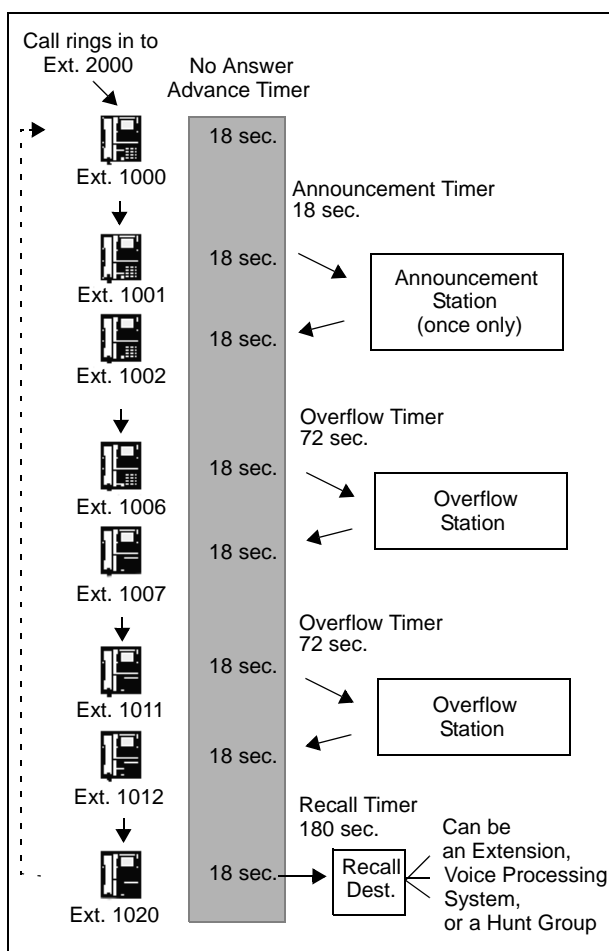 Call rings in to
Ext. 2000
No Answer
Advance Timer
18 sec.
Ext. 1000
Announcement Timer
18 sec.
18 sec.
Ext. 1001
Announcement
Station
(once only)
18 sec.
Ext. 1002
Overflow Timer
72 sec.
18 sec.
Ext. 1006
Overflow
Station
18 sec.
Ext. 1007
Overflow Timer
72 sec.
18 sec.
Ext. 1011
Overflow
Station
18 sec.
Ext. 1012
Recall Timer
180 sec.
18 sec.
Ext. 1020
Recall
Dest.
Can be
an Extension,
Voice Processing
System,
or a Hunt Group